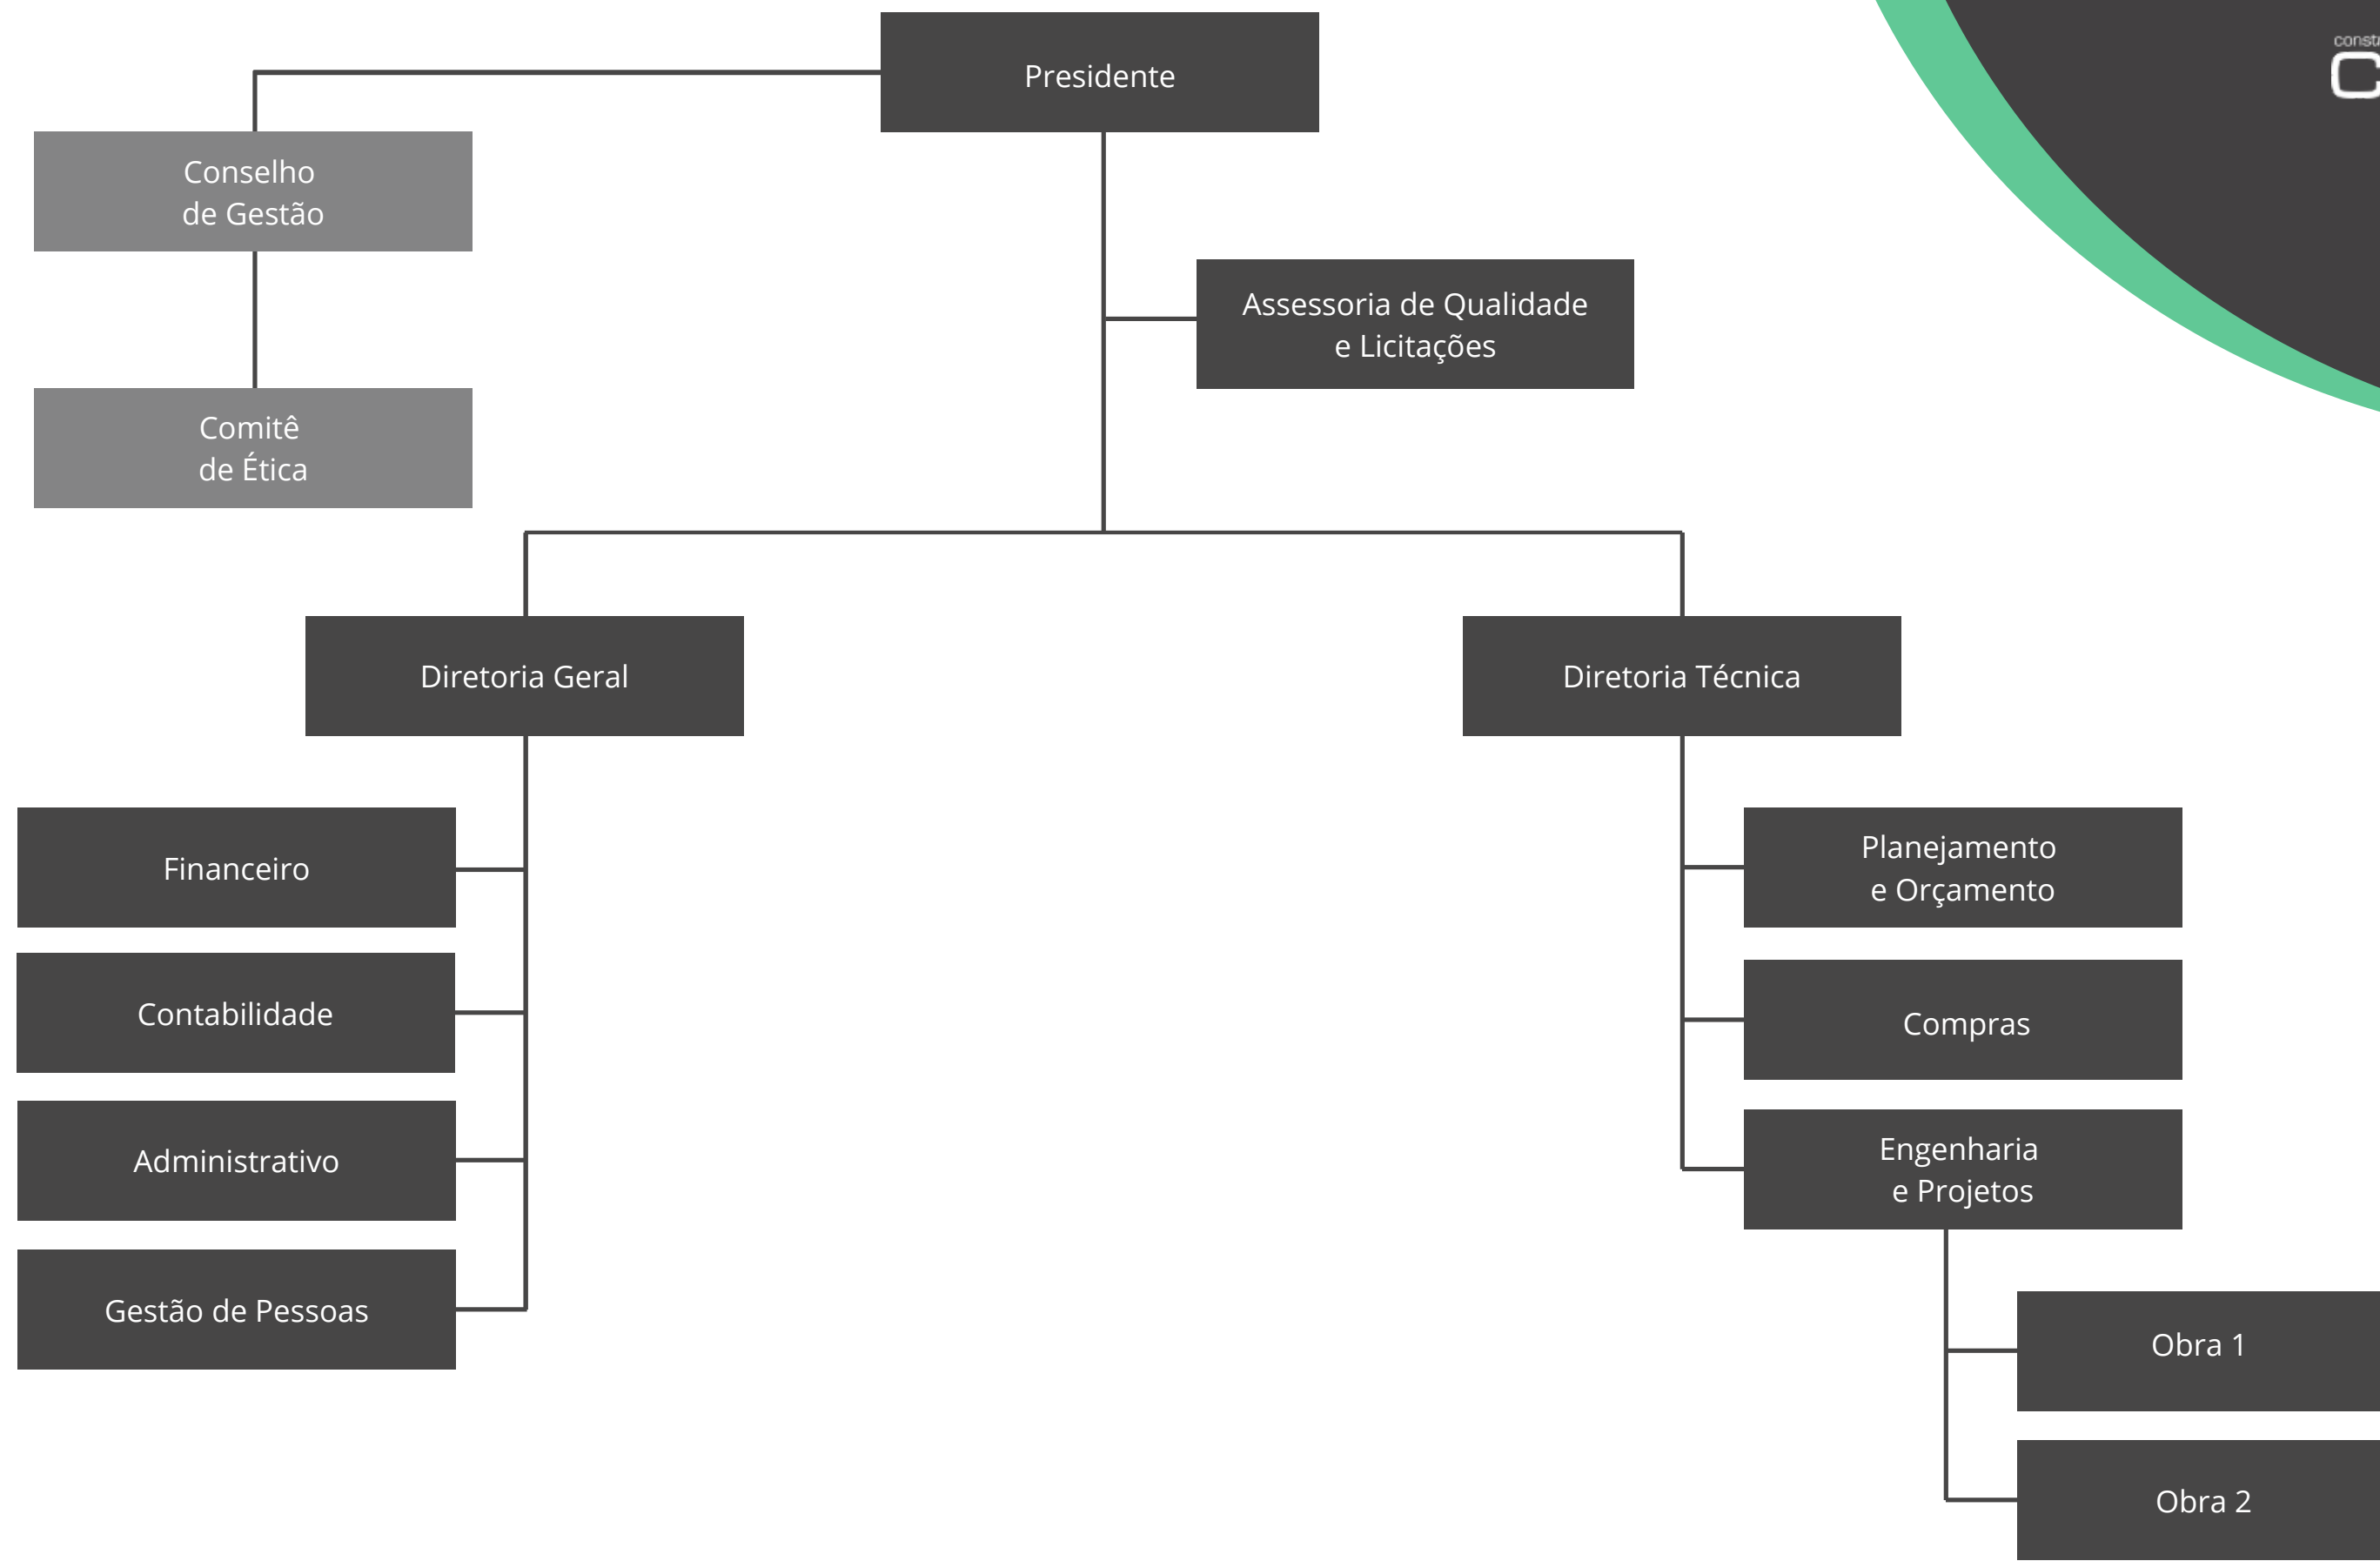 Presidente
Conselho
de Gestão
Assessoria de Qualidade
e Licitações
Comitê
de Ética
Diretoria Geral
Diretoria Técnica
Financeiro
Contabilidade
Administrativo
Gestão de Pessoas
Planejamento
e Orçamento
Compras
Engenharia
e Projetos
Obra 1
Obra 2